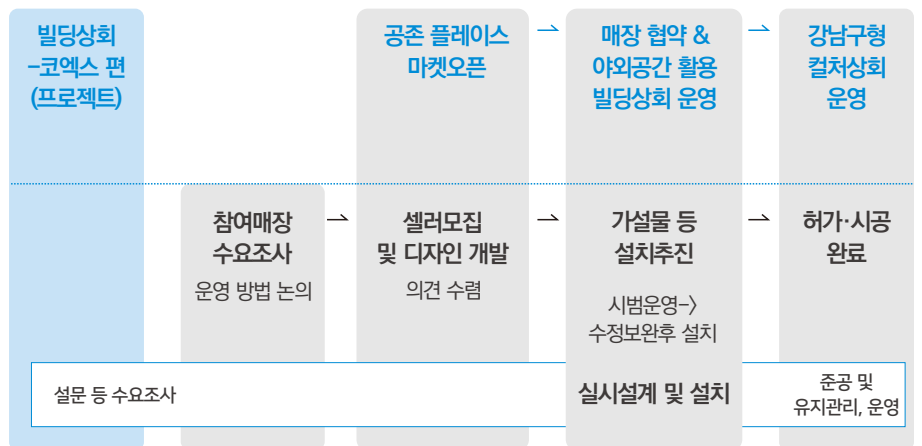 빌딩상회
-코엑스 편
(프로젝트)
공존 플레이스
마켓오픈
→
매장 협약 &
야외공간 활용
빌딩상회 운영
→
강남구형
컬처상회
운영
참여매장
수요조사
운영 방법 논의
→
셀러모집
및 디자인 개발
의견 수렴
→
가설물 등
설치추진
시범운영->
수정보완후 설치
→
허가·시공
완료
설문 등 수요조사
실시설계 및 설치
준공 및
유지관리, 운영